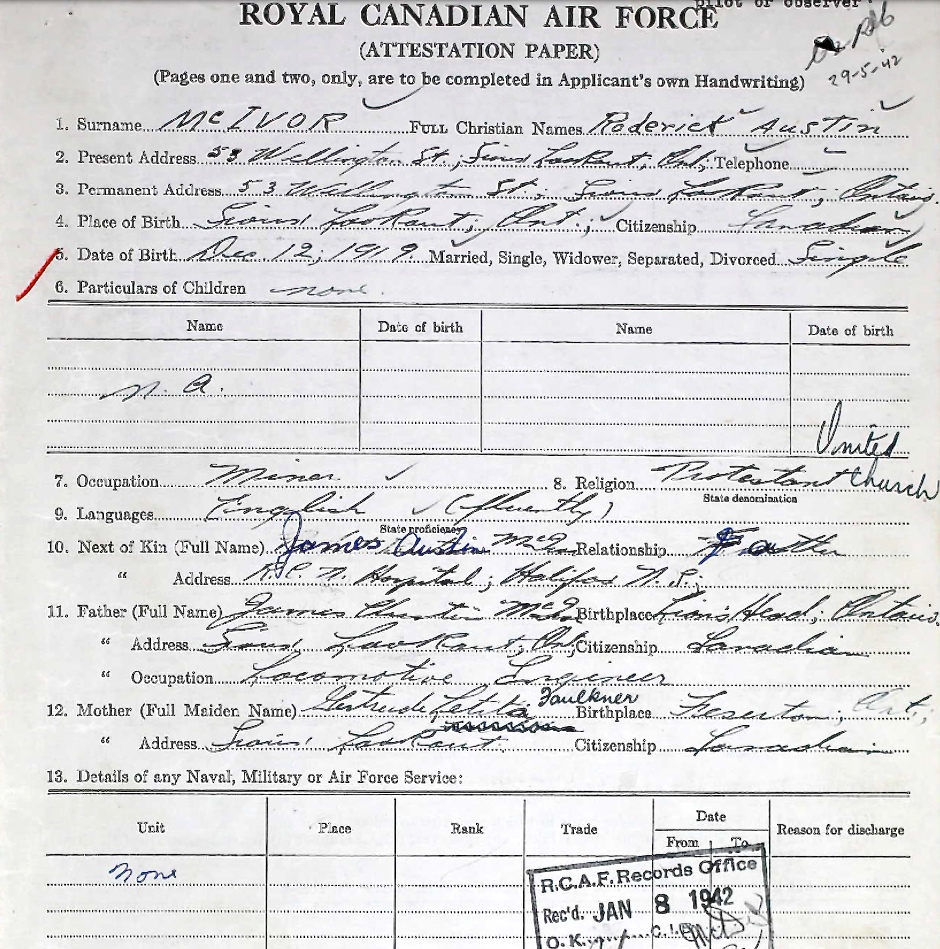 pilot or observer
ROYAL CANADIAN AIR FORCE
(ATTESTATION PAPER)
29-5-42
(Pages one and two, only, are to be completed in Applicant's own Handwriting)
1. Surname McIVOR FULL Christian Names Roderick Austin
2. Present Address 53 Wellington St., Sioux Lookout, Ont. Telephone
3. Permanent Address 53 Wellington St., Sioux Lookout, Ontario.
4. Place of Birth Sioux Lookout, Ont., Citizenship Canadian
5. Date of Birth Dec. 12, 1919. Married, Single, Widower, Separated, Divorced Single
6. Particulars of Children none.
Name Date of birth Name Date of birth
N. A.
United
7. Occupation Miner 8. Religion Protestant Church
State denomination
9. Languages English (fluently)
State proficiency
10. Next of Kin (Full Name) James Austin Relationship Father
" Address Hospital, Halifax N.S.
11. Father (Full Name) James Austin Birthplace Lion's Head, Ontario.
" Address Sioux Lookout, Ont. Citizenship Canadian
" Occupation Locomotive Engineer
Faulkner
12. Mother (Full Maiden Name) Gertrude Birthplace Fesserton, Ont.,
" Address Sioux Lookout. Citizenship Canadian
13. Details of any Naval, Military or Air Force Service:
Unit Place Rank Trade Date Reason for discharge
From To
none
R.C.A.F. Records Office
Rec'd. JAN 8 1942
O.K.